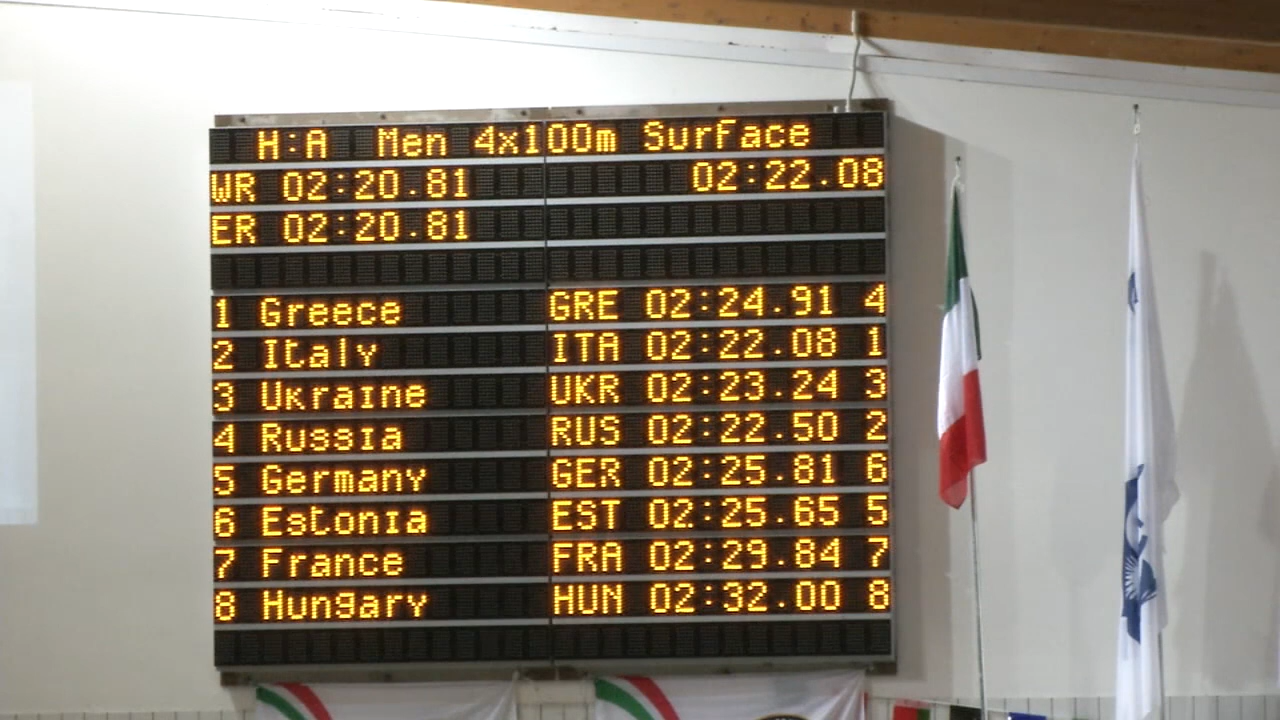 H:A Men 4x100m Surface
WR 02:20.81 02:22.08
ER 02:20.81
1 Greece GRE 02:24.91 4
2 Italy ITA 02:22.08 1
3 Ukraine UKR 02:23.24 3
4 Russia RUS 02:22.50 2
5 Germany GER 02:25.81 6
6 Estonia EST 02:25.65 5
7 France FRA 02:29.84 7
8 Hungary HUN 02:32.00 8